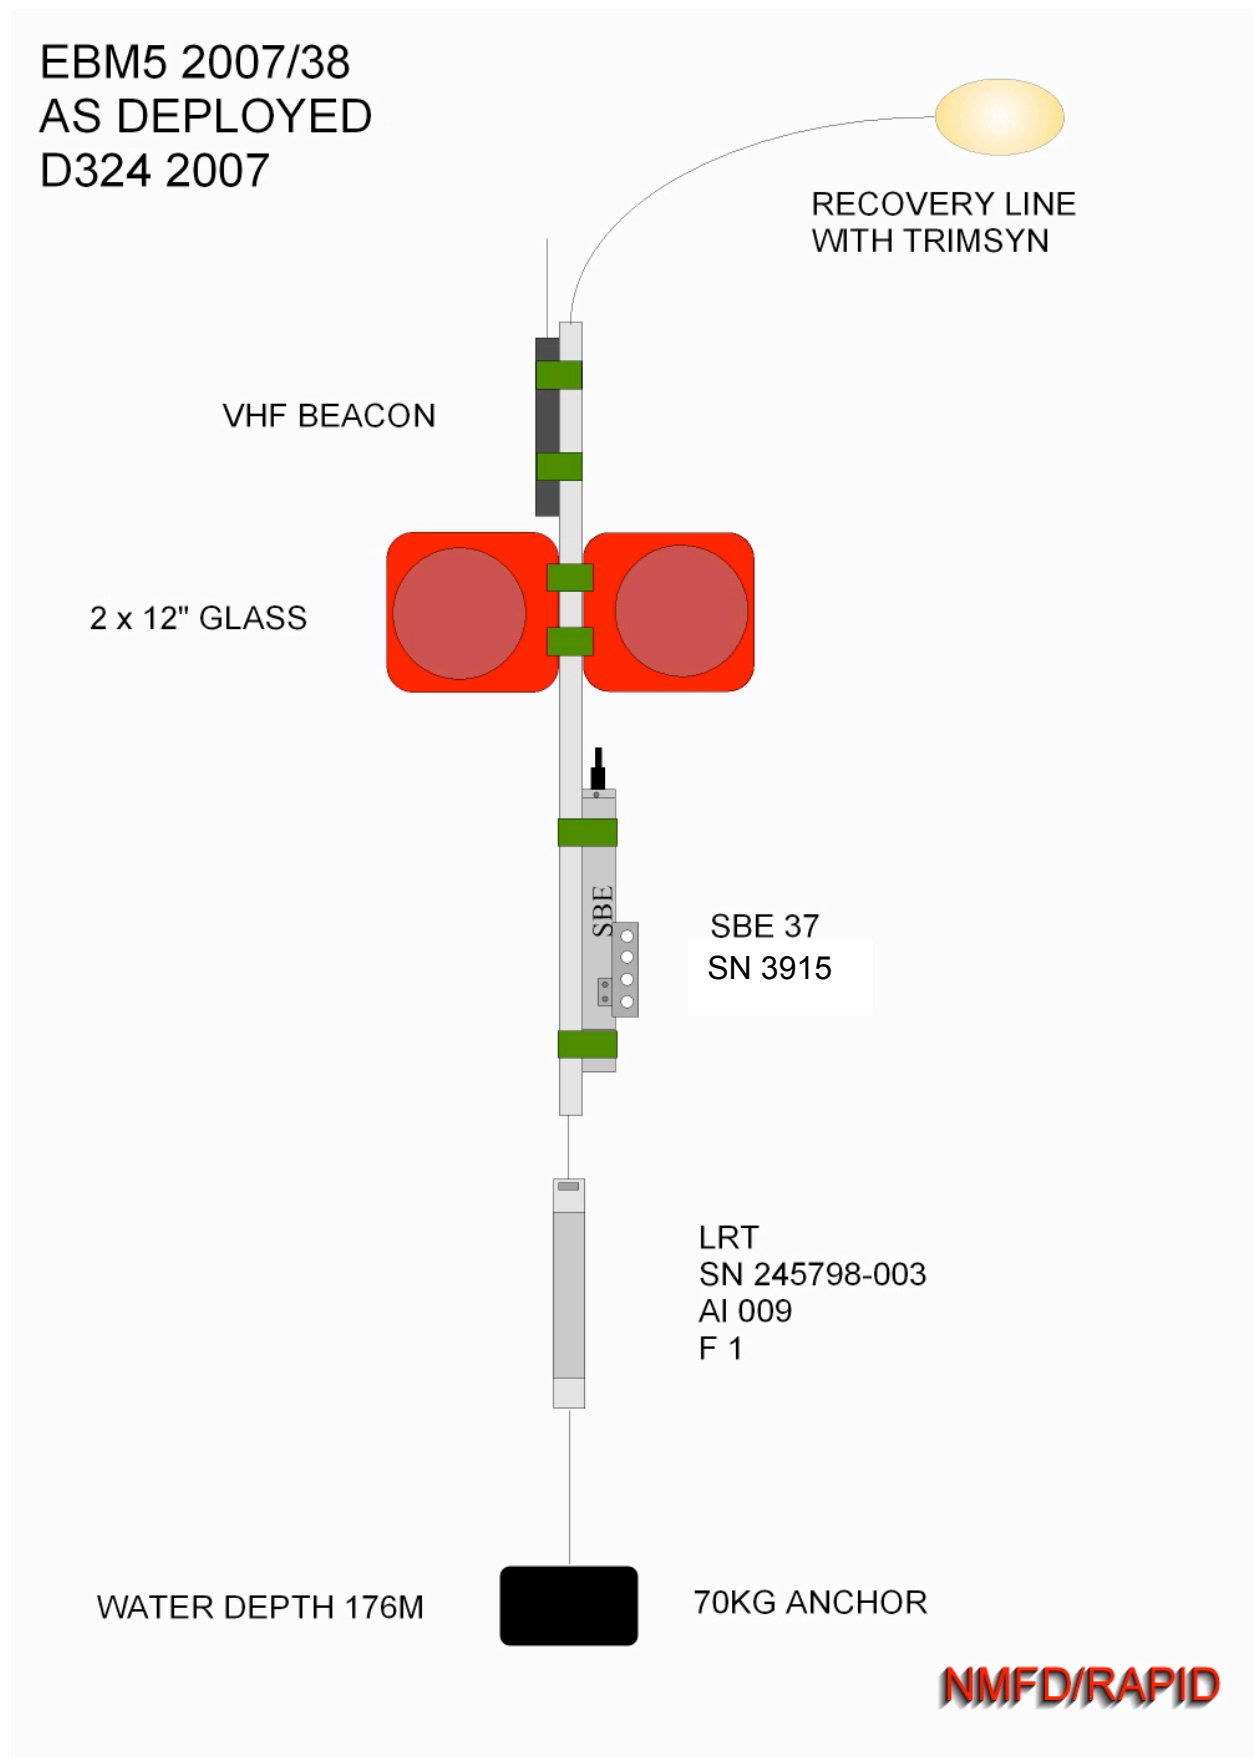 EBM5 2007/38
AS DEPLOYED
D324 2007
RECOVERY LINE
WITH TRIMSYN
VHF BEACON
2 x 12" GLASS
SBE
SBE 37
SN 3915
LRT
SN 245798-003
AI 009
F 1
WATER DEPTH 176M
70KG ANCHOR
NMFD/RAPID